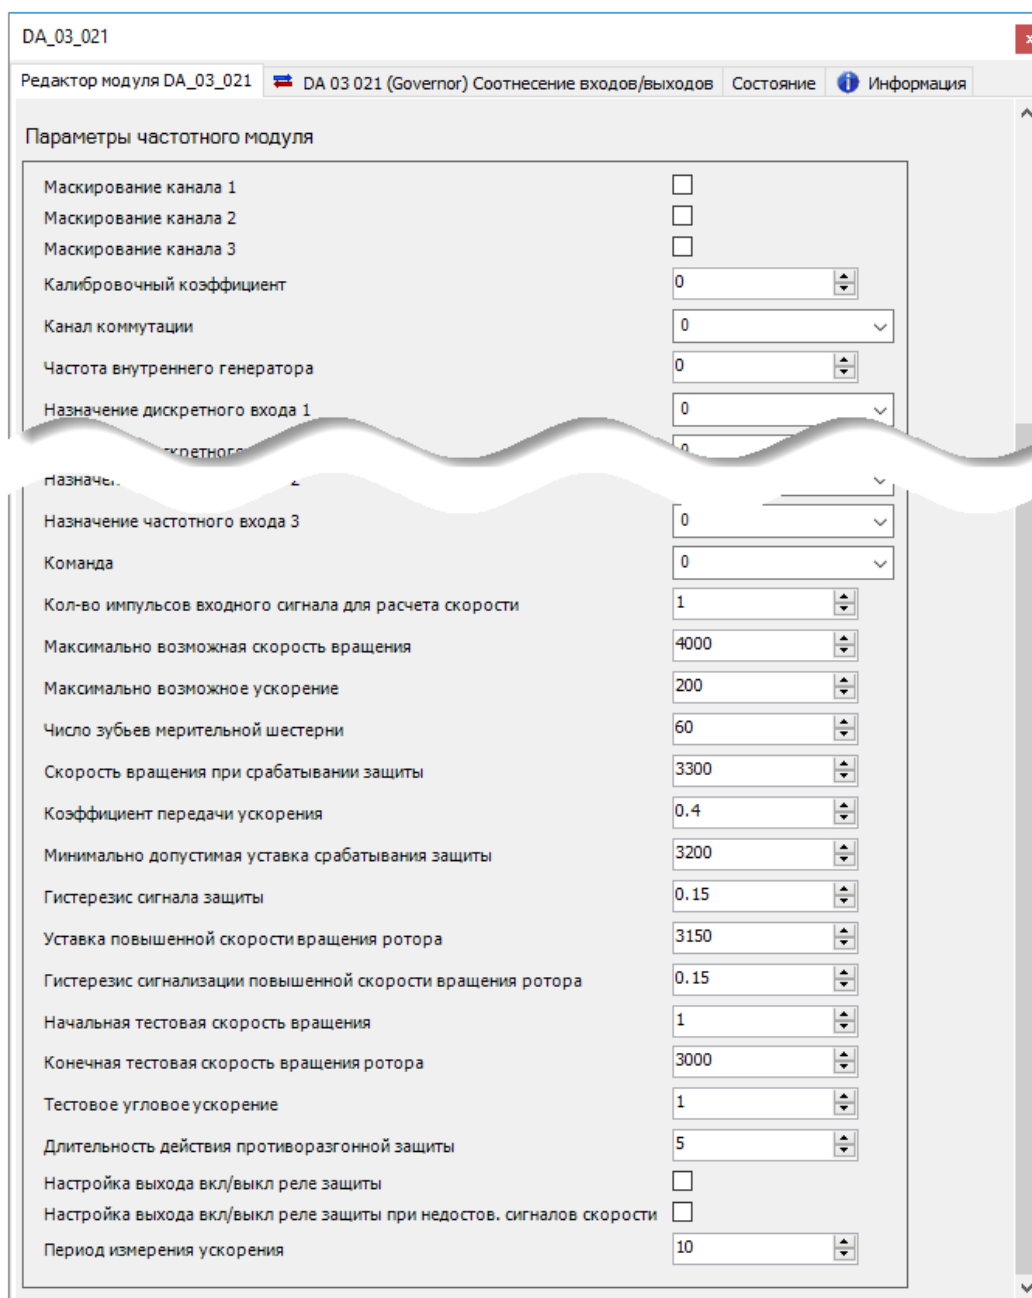 DA_03_021
x
Редактор модуля DA_03_021 DA 03 021 (Governor) Соотнесение входов/выходов Состояние Информация
Параметры частотного модуля
Маскирование канала 1
Маскирование канала 2
Маскирование канала 3
Калибровочный коэффициент 0
Канал коммутации 0
Частота внутреннего генератора 0
Назначение дискретного входа 1 0
Назначение частотного входа 3 0
Команда 0
Кол-во импульсов входного сигнала для расчета скорости 1
Максимально возможная скорость вращения 4000
Максимально возможное ускорение 200
Число зубьев мерительной шестерни 60
Скорость вращения при срабатывании защиты 3300
Коэффициент передачи ускорения 0.4
Минимально допустимая уставка срабатывания защиты 3200
Гистерезис сигнала защиты 0.15
Уставка повышенной скорости вращения ротора 3150
Гистерезис сигнализации повышенной скорости вращения ротора 0.15
Начальная тестовая скорость вращения 1
Конечная тестовая скорость вращения ротора 3000
Тестовое угловое ускорение 1
Длительность действия противоразгонной защиты 5
Настройка выхода вкл/выкл реле защиты
Настройка выхода вкл/выкл реле защиты при недостов. сигналов скорости
Период измерения ускорения 10